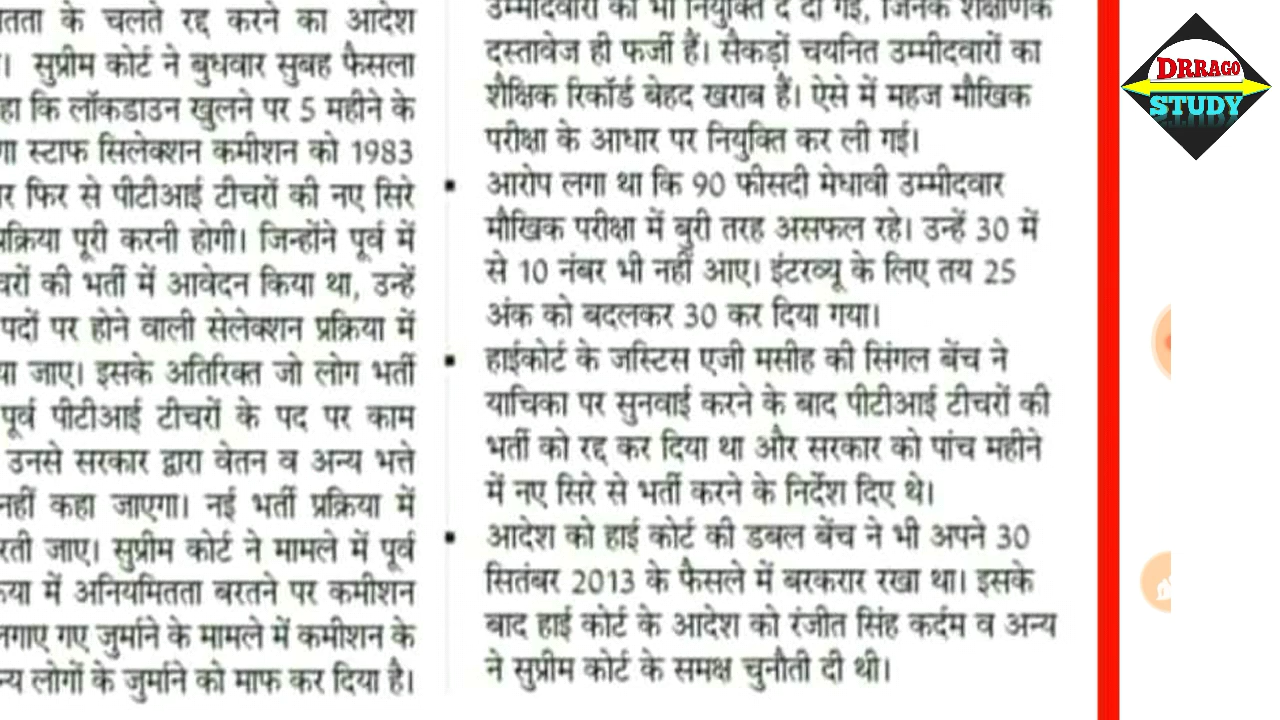 के चलते रद्द करने का आदेश
। सुप्रीम कोर्ट ने बुधवार सुबह फैसला
कि लॉकडाउन खुलने पर 5 महीने के
स्टाफ सिलेक्शन कमीशन को 1983
फिर से पीटीआई टीचरों की नए सिरे
पूरी करनी होगी। जिन्होंने पूर्व में
की भर्ती में आवेदन किया था, उन्हें
पदों पर होने वाली सेलेक्शन प्रक्रिया में
जाए। इसके अतिरिक्त जो लोग भर्ती
पूर्व पीटीआई टीचरों के पद पर काम
उनसे सरकार द्वारा वेतन व अन्य भत्ते
नहीं कहा जाएगा। नई भर्ती प्रक्रिया में
जाए। सुप्रीम कोर्ट ने मामले में पूर्व
में अनियमितता बरतने पर कमीशन
लगाए गए जुर्माने के मामले में कमीशन के
लोगों के जुर्माने को माफ कर दिया है।
उम्मीदवारों को भी नियुक्ति दे दी गई, जिनके शैक्षणिक
दस्तावेज ही फर्जी हैं। सैकड़ों चयनित उम्मीदवारों का
शैक्षिक रिकॉर्ड बेहद खराब हैं। ऐसे में महज मौखिक
परीक्षा के आधार पर नियुक्ति कर ली गई।
▪ आरोप लगा था कि 90 फीसदी मेधावी उम्मीदवार
मौखिक परीक्षा में बुरी तरह असफल रहे। उन्हें 30 में
से 10 नंबर भी नहीं आए। इंटरव्यू के लिए तय 25
अंक को बदलकर 30 कर दिया गया।
▪ हाईकोर्ट के जस्टिस एजी मसीह की सिंगल बेंच ने
याचिका पर सुनवाई करने के बाद पीटीआई टीचरों की
भर्ती को रद्द कर दिया था और सरकार को पांच महीने
में नए सिरे से भर्ती करने के निर्देश दिए थे।
▪ आदेश को हाई कोर्ट की डबल बेंच ने भी अपने 30
सितंबर 2013 के फैसले में बरकरार रखा था। इसके
बाद हाई कोर्ट के आदेश को रंजीत सिंह कर्दम व अन्य
ने सुप्रीम कोर्ट के समक्ष चुनौती दी थी।
DRRAGO
STUDY